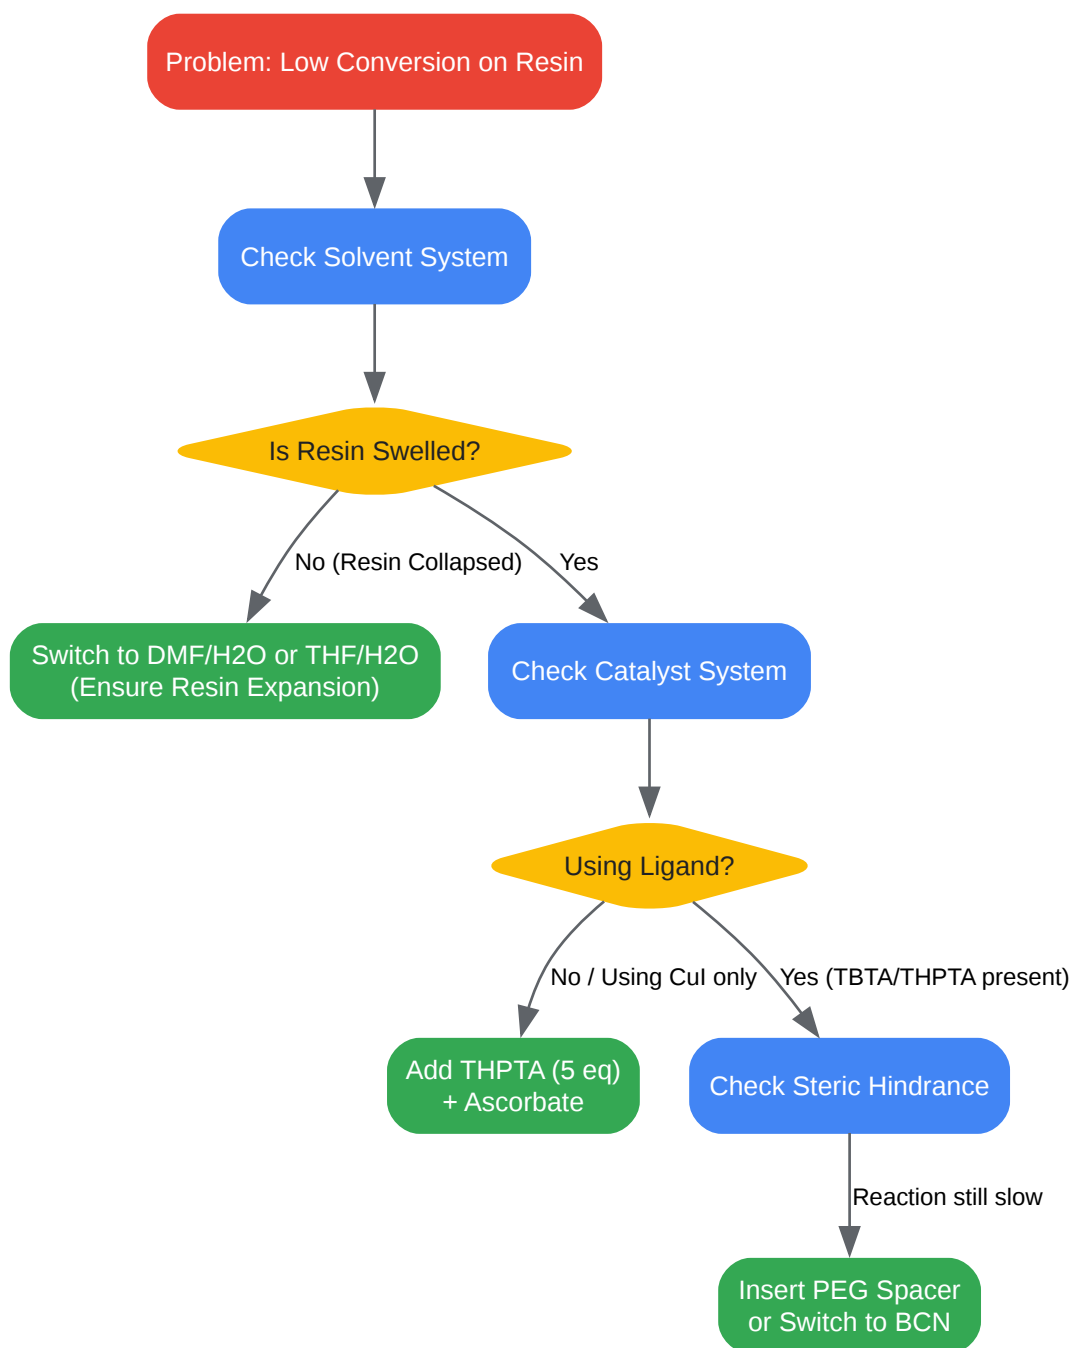 Problem: Low Conversion on Resin
Check Solvent System
Is Resin Swelled?
No (Resin Collapsed)
Yes
Switch to DMF/H2O or THF/H2O
(Ensure Resin Expansion)
Check Catalyst System
Using Ligand?
No / Using CuI only
Yes (TBTA/THPTA present)
Add THPTA (5 eq)
+ Ascorbate
Check Steric Hindrance
Reaction still slow
Insert PEG Spacer
or Switch to BCN